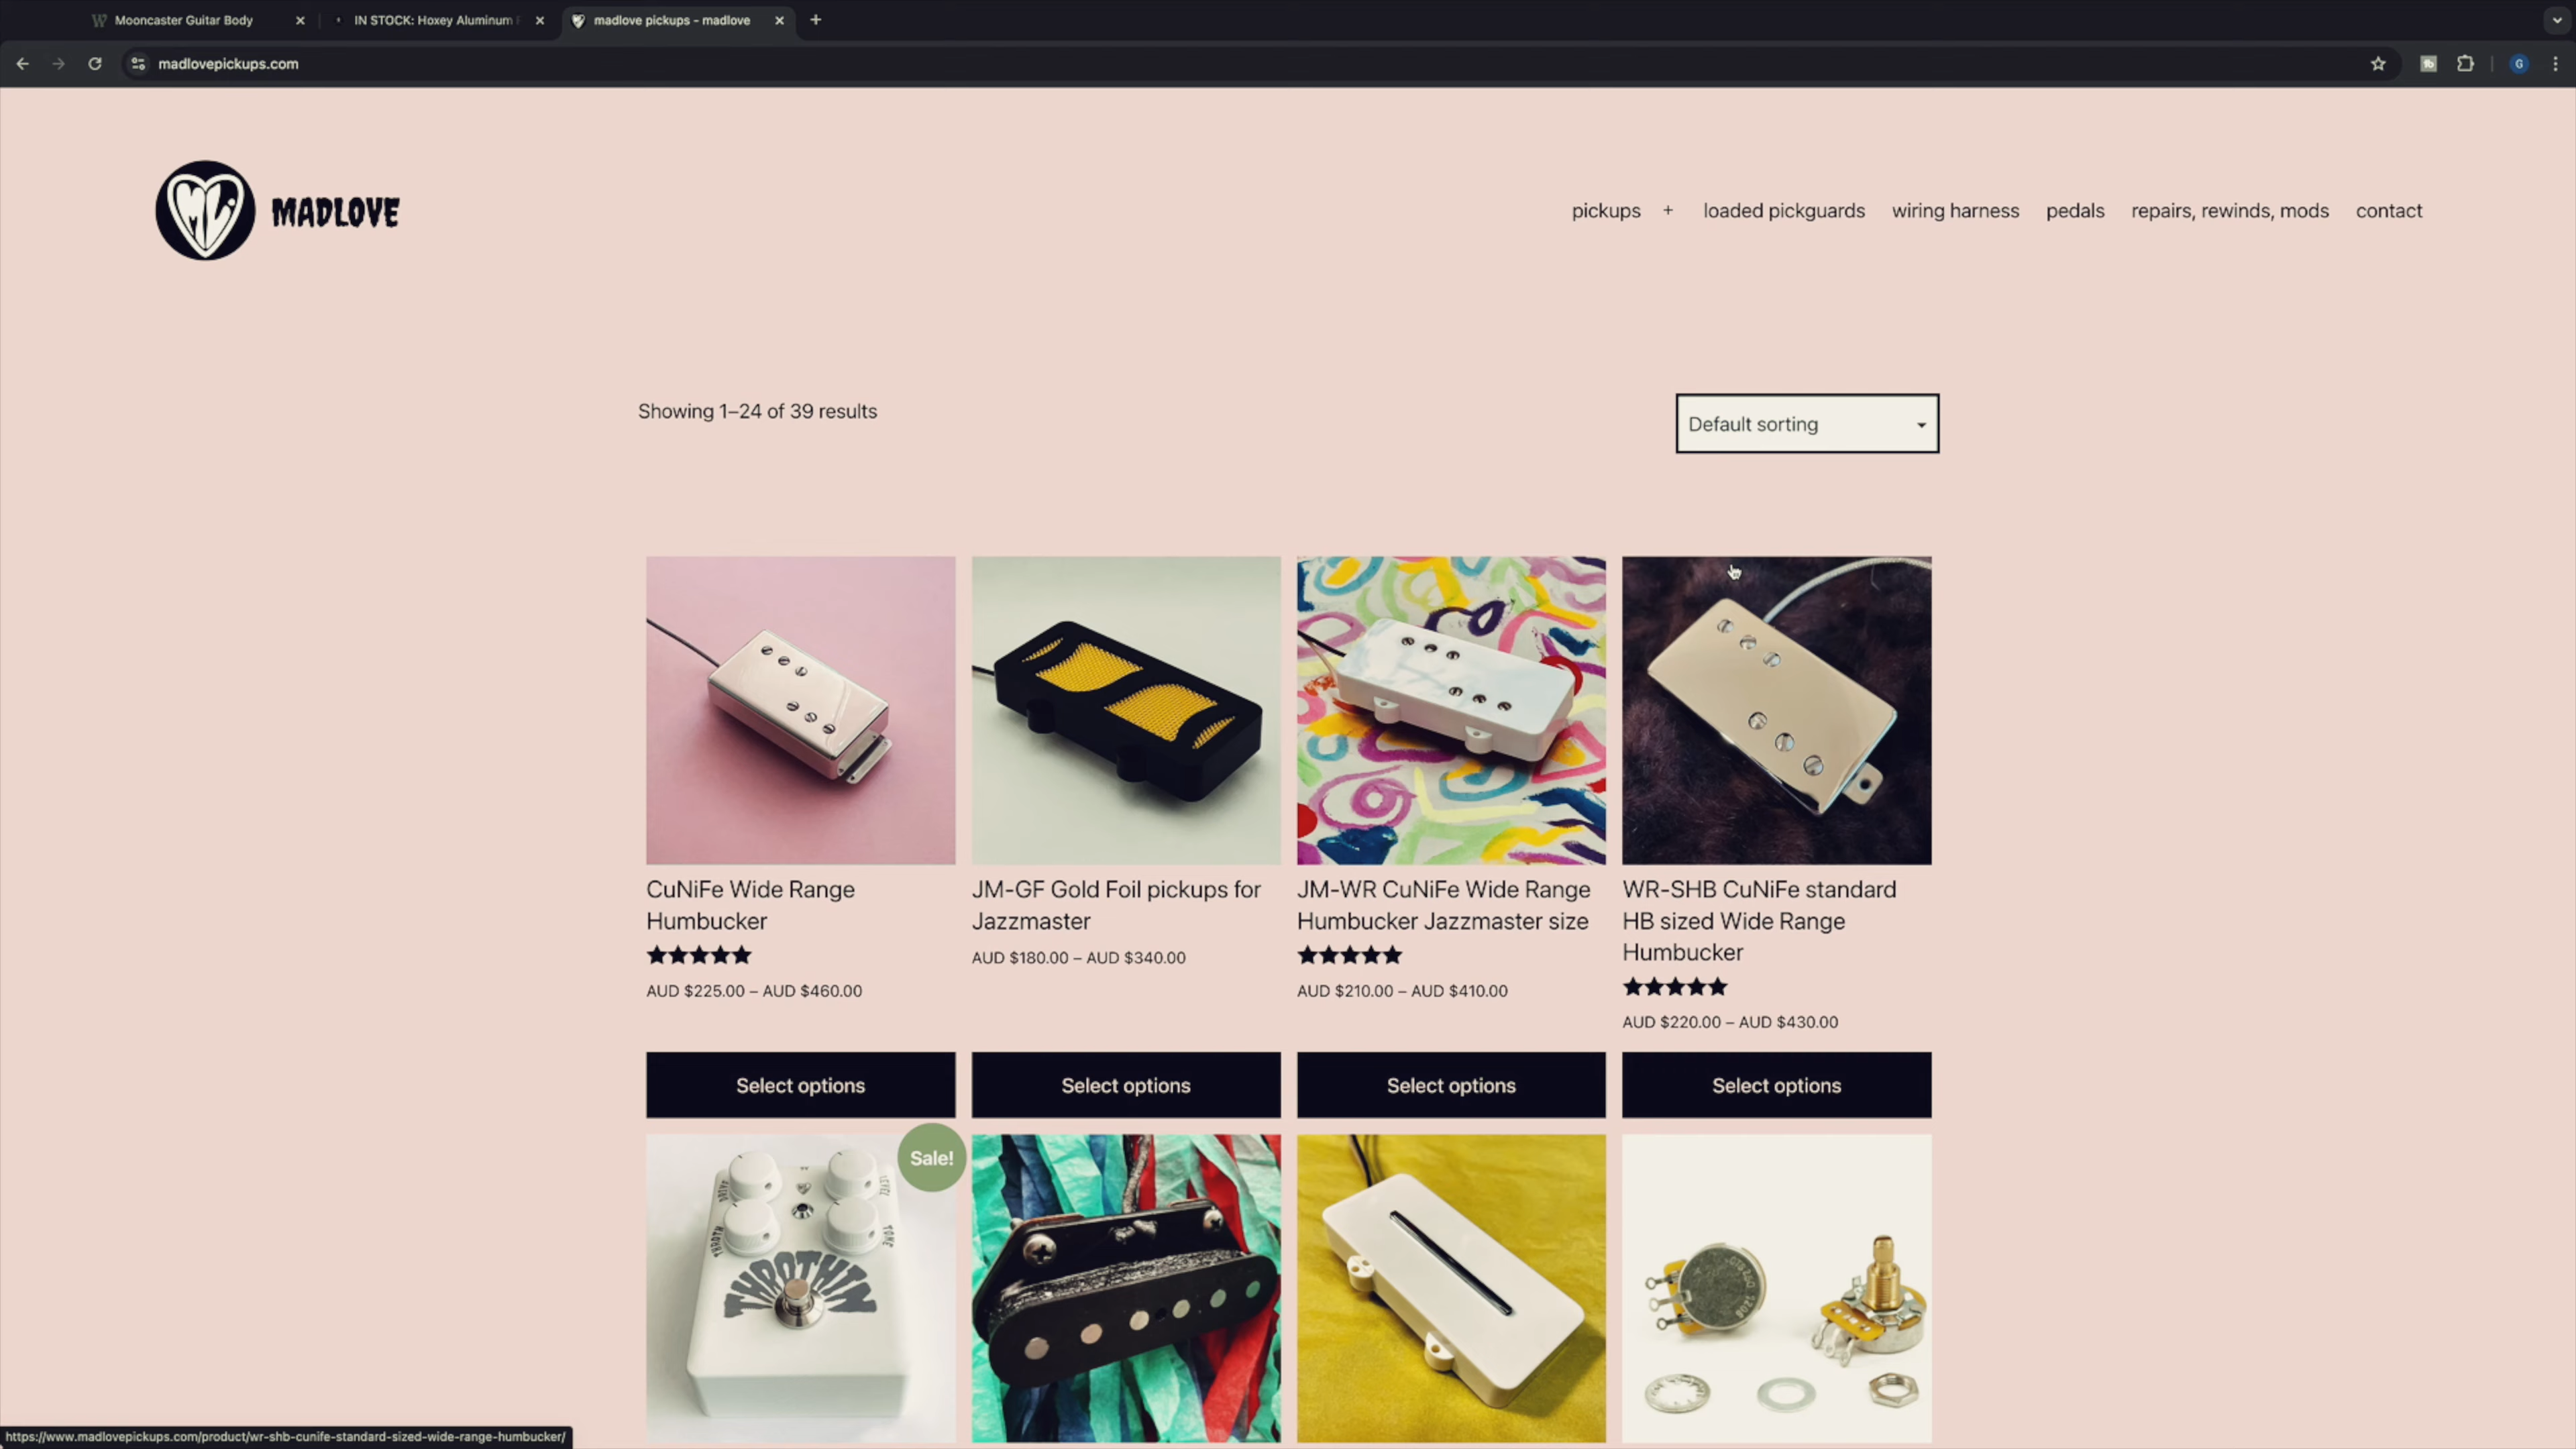 Mooncaster Guitar Body
IN STOCK: Hoxey Aluminum
madlove pickups - madlove
madlovepickups.com
G
MADLOVE
pickups + loaded pickguards wiring harness pedals repairs, rewinds, mods contact
Showing 1–24 of 39 results
Default sorting
CuNiFe Wide Range
Humbucker
AUD $225.00 – AUD $460.00
Select options
JM-GF Gold Foil pickups for
Jazzmaster
AUD $180.00 – AUD $340.00
Select options
JM-WR CuNiFe Wide Range
Humbucker Jazzmaster size
AUD $210.00 – AUD $410.00
Select options
WR-SHB CuNiFe standard
HB sized Wide Range
Humbucker
AUD $220.00 – AUD $430.00
Select options
Sale!
TONE
https://www.madlovepickups.com/product/wr-shb-cunife-standard-sized-wide-range-humbucker/